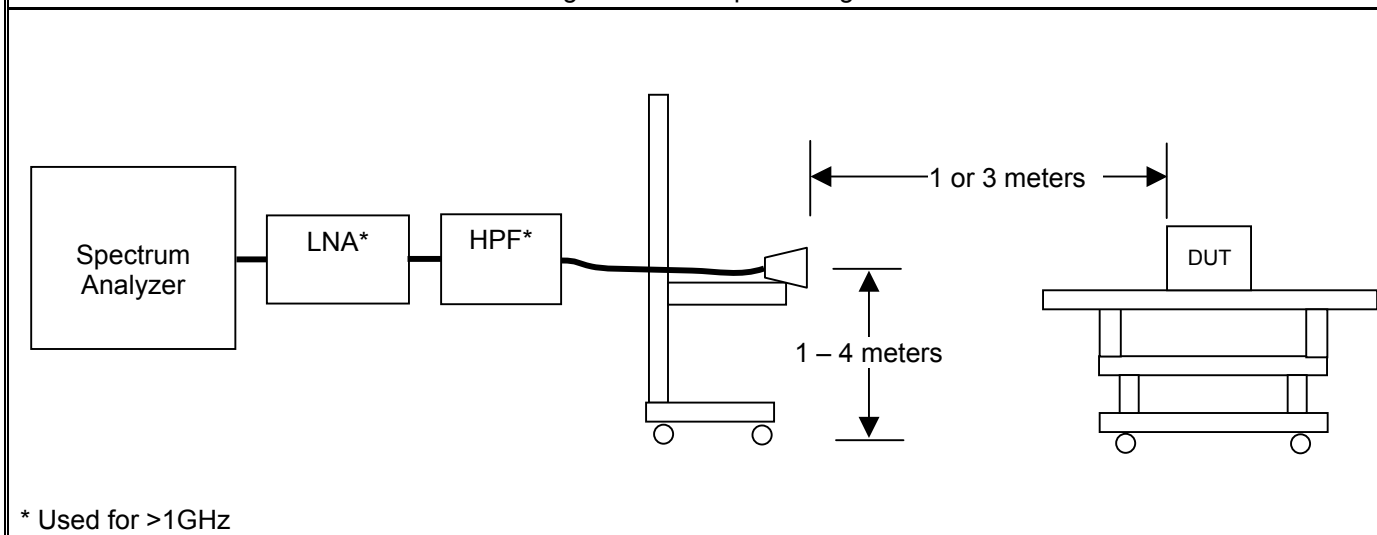 Spectrum
Analyzer
LNA*
HPF*
1 or 3 meters
DUT
1 – 4 meters
* Used for >1GHz